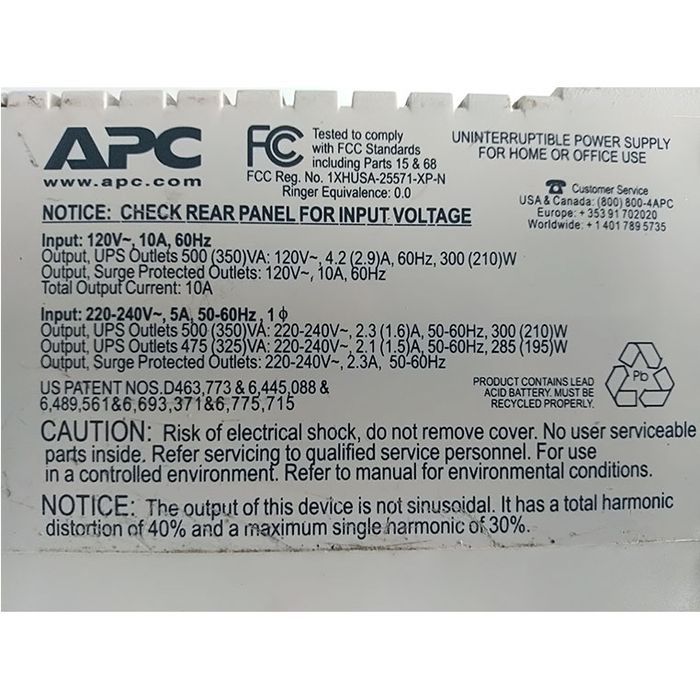 APC
www.apc.com
FC
Tested to comply
with FCC Standards
including Parts 15 & 68
FCC Reg. No. 1XHUSA-25571-XP-N
Ringer Equivalence: 0.0
UNINTERRUPTIBLE POWER SUPPLY
FOR HOME OR OFFICE USE
Customer Service
USA & Canada: (800) 800-4APC
Europe: + 353 91 702020
Worldwide: + 1 401 789 5735
NOTICE: CHECK REAR PANEL FOR INPUT VOLTAGE
Input: 120V~, 10A, 60Hz
Output, UPS Outlets 500 (350)VA: 120V~, 4.2 (2.9)A, 60Hz, 300 (210)W
Output, Surge Protected Outlets: 120V~, 10A, 60Hz
Total Output Current: 10A
Input: 220-240V~, 5A, 50-60Hz , 1 ϕ
Output, UPS Outlets 500 (350)VA: 220-240V~, 2.3 (1.6)A, 50-60Hz, 300 (210)W
Output, UPS Outlets 475 (325)VA: 220-240V~, 2.1 (1.5)A, 50-60Hz, 285 (195)W
Output, Surge Protected Outlets: 220-240V~, 2.3A, 50-60Hz
US PATENT NOS.D463,773 & 6,445,088 &
6,489,561&6,693,371&6,775,715
PRODUCT CONTAINS LEAD
ACID BATTERY. MUST BE
RECYCLED PROPERLY.
Pb
CAUTION: Risk of electrical shock, do not remove cover. No user serviceable
parts inside. Refer servicing to qualified service personnel. For use
in a controlled environment. Refer to manual for environmental conditions.
NOTICE: The output of this device is not sinusoidal. It has a total harmonic
distortion of 40% and a maximum single harmonic of 30%.